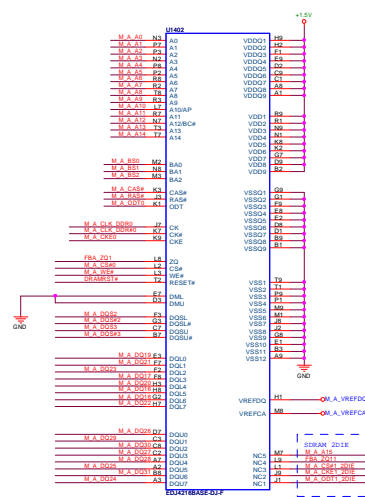 +1.5V
U1402
M_A_A0 N3 A0 VDDQ1 H9
M_A_A1 P7 A1 VDDQ2 H2
M_A_A2 P3 A2 VDDQ3 F1
M_A_A3 N2 A3 VDDQ4 E9
M_A_A4 P8 A4 VDDQ5 D2
M_A_A5 P2 A5 VDDQ6 C9
M_A_A6 R8 A6 VDDQ7 C1
M_A_A7 R2 A7 VDDQ8 A8
M_A_A8 T8 A8 VDDQ9 A1
M_A_A9 R3 A9
M_A_A10 L7 A10/AP
M_A_A11 R7 A11 VDD1 R9
M_A_A12 N7 A12/BC# VDD2 R1
M_A_A13 T3 A13 VDD3 N9
M_A_A14 T7 A14 VDD4 N1
VDD5 K8
VDD6 K2
VDD7 G7
M_A_BS0 M2 BA0 VDD8 D9
M_A_BS1 N8 BA1 VDD9 B2
M_A_BS2 M3 BA2
M_A_CAS# K3 CAS# VSSQ1 G9
M_A_RAS# J3 RAS# VSSQ2 G1
M_A_ODT0 K1 ODT VSSQ3 F9
VSSQ4 E8
VSSQ5 E2
M_A_CLK_DDR0 J7 CK VSSQ6 D8
M_A_CLK_DDR#0 K7 CK# VSSQ7 D1
M_A_CKE0 K9 CKE VSSQ8 B9
VSSQ9 B1
FBA_ZQ1 L8 ZQ
M_A_CS#0 L2 CS#
M_A_WE# L3 WE#
DRAMRST# T2 RESET# VSS1 T9
VSS2 T1
E7 DML VSS3 P9
D3 DMU VSS4 P1
VSS5 M9
GND
M_A_DQS2 F3 DQSL VSS6 M1
M_A_DQS#2 G3 DQSL# VSS7 J8
M_A_DQS3 C7 DQSU VSS8 J2
M_A_DQS#3 B7 DQSU# VSS9 G8
VSS10 E1
VSS11 B3
VSS12 A9
GND
M_A_DQ19 E3 DQL0
M_A_DQ21 F7 DQL1
M_A_DQ23 F2 DQL2
M_A_DQ17 F8 DQL3
M_A_DQ20 H3 DQL4
M_A_DQ16 H8 DQL5
M_A_DQ18 G2 DQL6 VREFDQ H1 M_A_VREFDQ
M_A_DQ22 H7 DQL7
VREFCA M8 M_A_VREFCA
SDRAM 2DIE
M_A_DQ26 D7 DQU0
M_A_DQ29 C3 DQU1
M_A_DQ30 C8 DQU2
M_A_DQ27 C2 DQU3 NC5 M7 M_A_A15
M_A_DQ28 A7 DQU4 NC4 L9 FBA_ZQ11
M_A_DQ25 A2 DQU5 NC3 L1 M_A_CS#1_2DIE
M_A_DQ31 B8 DQU6 NC2 J9 M_A_CKE1_2DIE
M_A_DQ24 A3 DQU7 NC1 J1 M_A_ODT1_2DIE
EDJ4216BASE-DJ-F